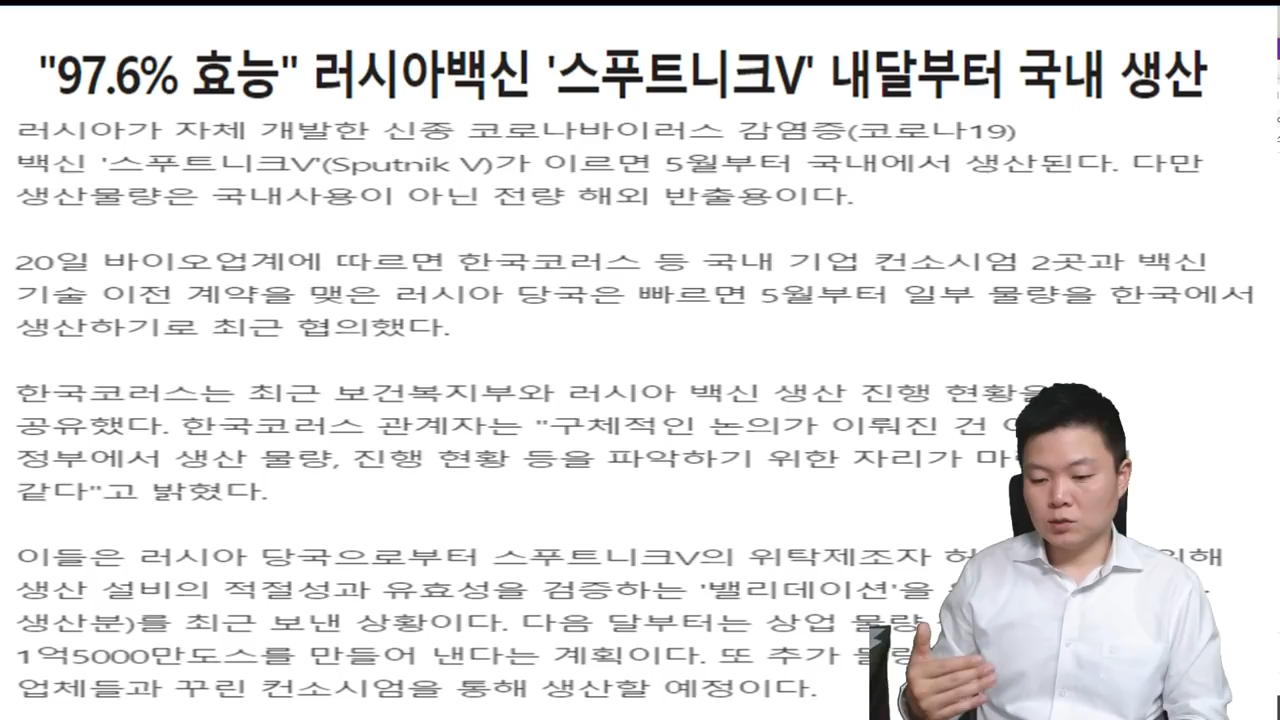 "97.6% 효능" 러시아백신 '스푸트니크V' 내달부터 국내 생산
러시아가 자체 개발한 신종 코로나바이러스 감염증(코로나19)
백신 '스푸트니크V'(Sputnik V)가 이르면 5월부터 국내에서 생산된다. 다만
생산물량은 국내사용이 아닌 전량 해외 반출용이다.
20일 바이오업계에 따르면 한국코러스 등 국내 기업 컨소시엄 2곳과 백신
기술 이전 계약을 맺은 러시아 당국은 빠르면 5월부터 일부 물량을 한국에서
생산하기로 최근 협의했다.
한국코러스는 최근 보건복지부와 러시아 백신 생산 진행 현황을
공유했다. 한국코러스 관계자는 "구체적인 논의가 이뤄진 건
정부에서 생산 물량, 진행 현황 등을 파악하기 위한 자리가
같다"고 밝혔다.
이들은 러시아 당국으로부터 스푸트니크V의 위탁제조자
생산 설비의 적절성과 유효성을 검증하는 '밸리데이션'을
생산분)를 최근 보낸 상황이다. 다음 달부터는 상업 물량
1억5000만도스를 만들어 낸다는 계획이다. 또 추가
업체들과 꾸린 컨소시엄을 통해 생산할 예정이다.